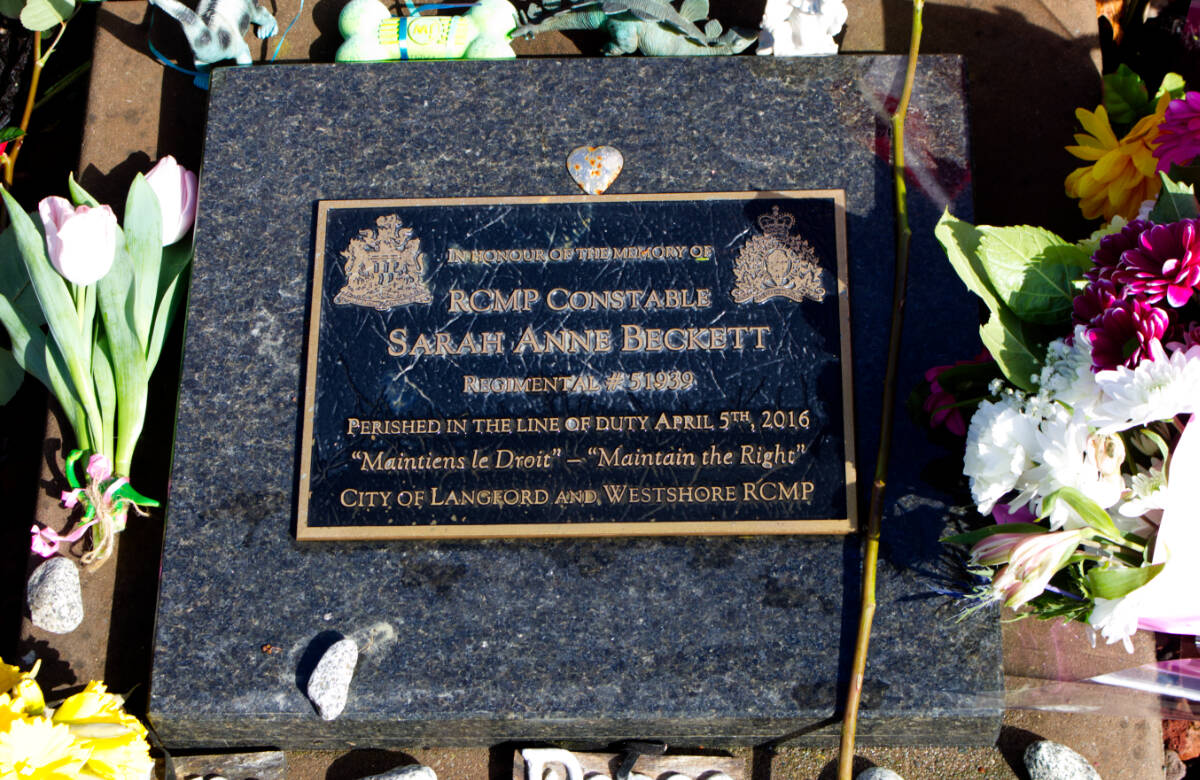 IN HONOUR OF THE MEMORY OF
RCMP CONSTABLE
SARAH ANNE BECKETT
REGIMENTAL # 51939
PERISHED IN THE LINE OF DUTY APRIL 5TH, 2016
"Maintiens le Droit" – "Maintain the Right"
CITY OF LANGFORD AND WESTSHORE RCMP